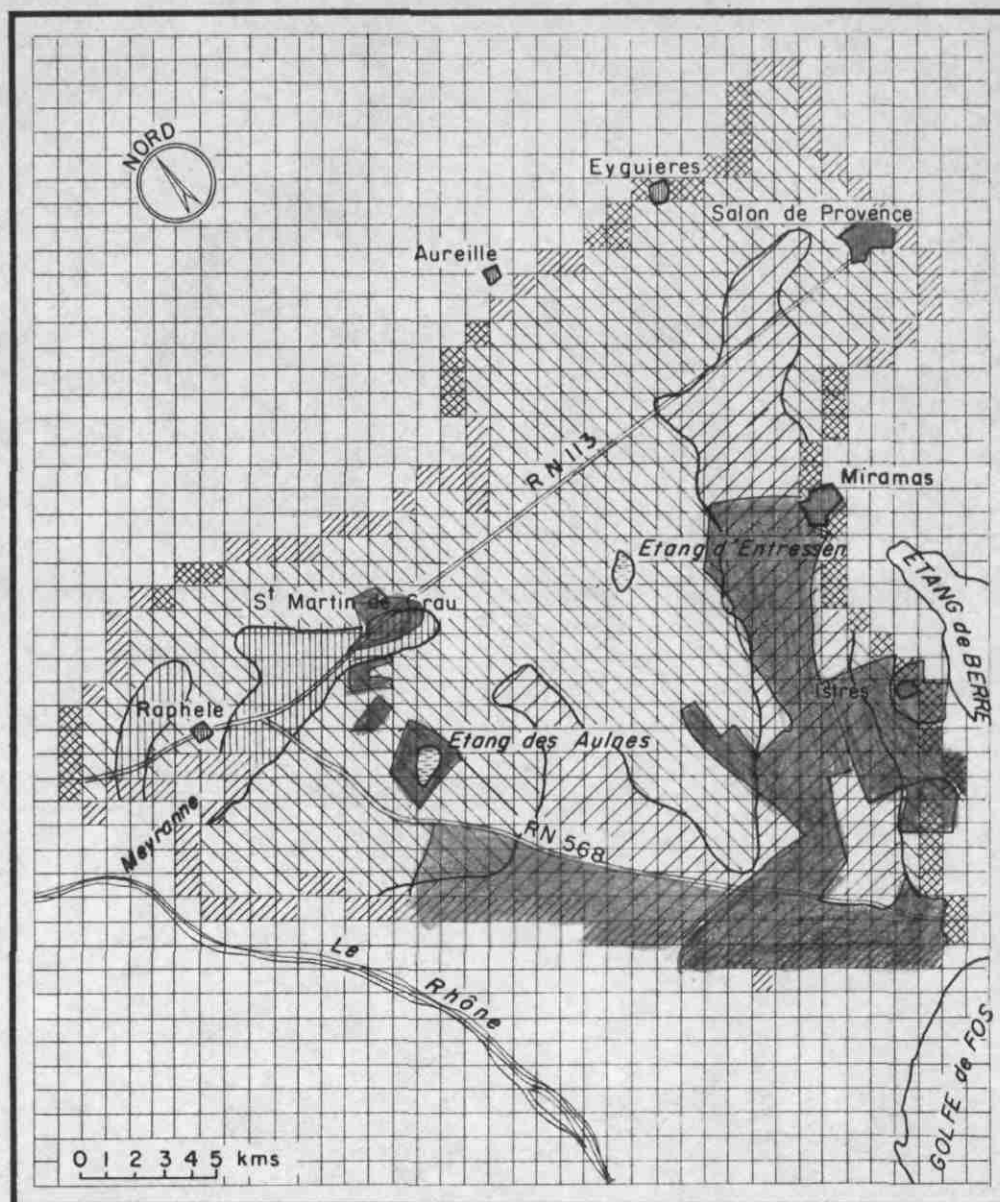 NORD
Eyguieres
Salon de Provence
Aureille
RN 113
Miramas
Etang d'Entressen
ETANG de BERRE
St Martin de Crau
Istres
Raphele
Etang des Aulnes
Meyranne
RN 568
Le Rhône
GOLFE de FOS
0 1 2 3 4 5 kms